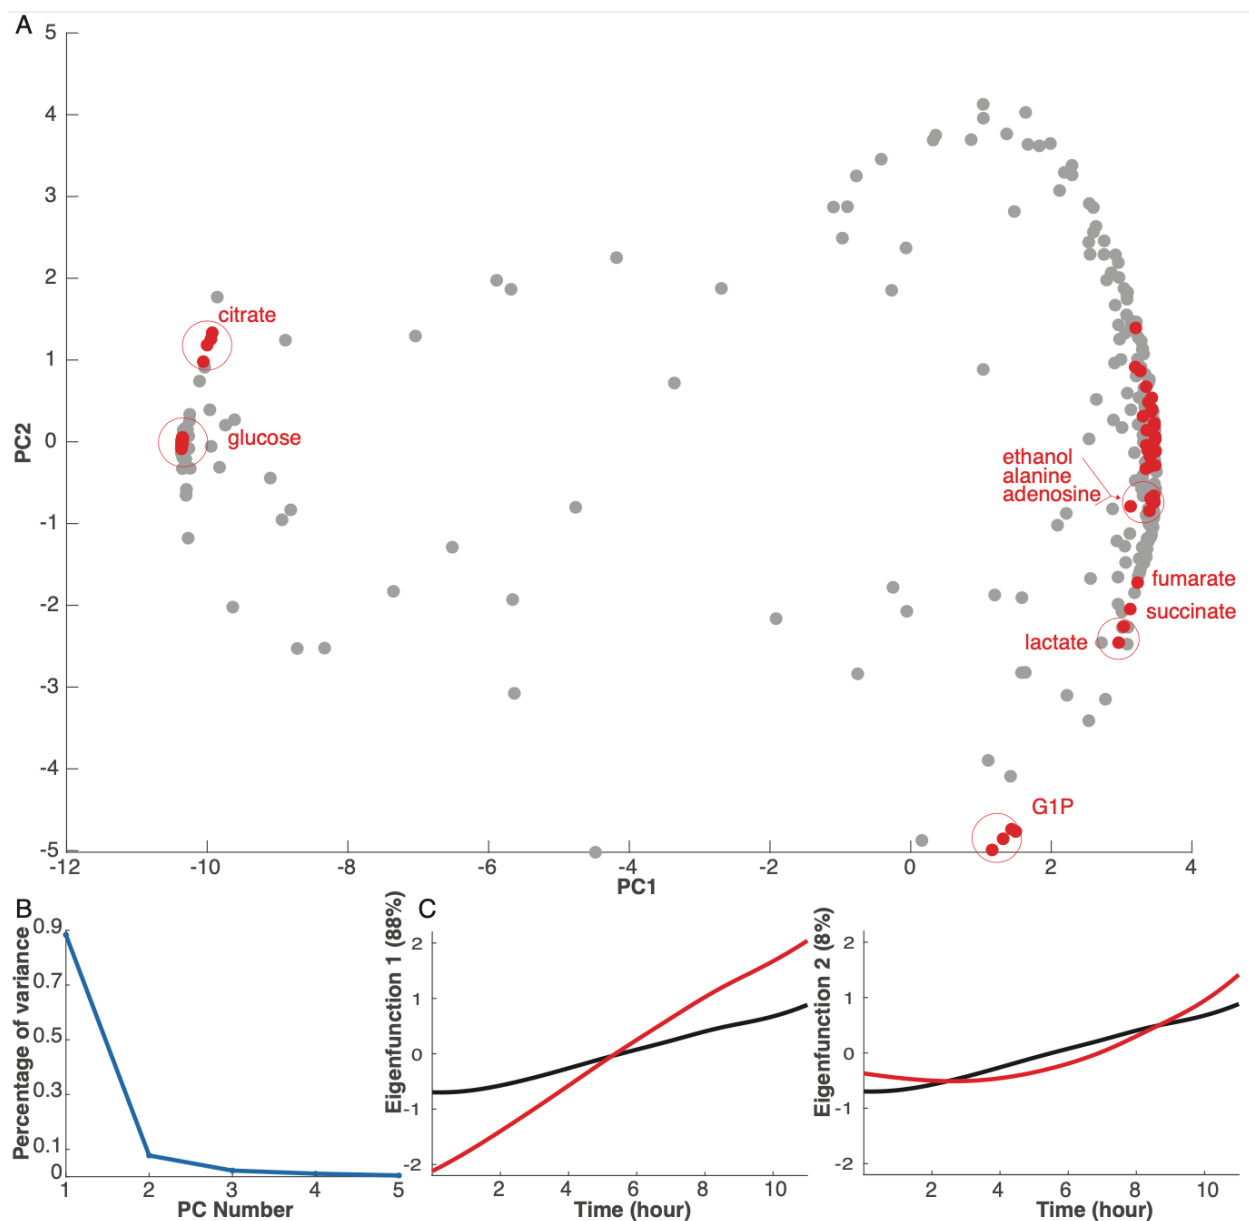 A
5
4
3
2
1
0
-1
-2
-3
-4
-5
PC2
citrate
glucose
ethanol
alanine
adenosine
fumarate
succinate
lactate
G1P
-12 -10 -8 -6 -4 -2 0 2 4
PC1
B
0.9
0.7
0.5
0.3
0.1
0
Percentage of variance
1 2 3 4 5
PC Number
C
Eigenfunction 1 (88%)
2
1
0
-1
-2
2 4 6 8 10
Time (hour)
Eigenfunction 2 (8%)
2
1
0
-1
-2
2 4 6 8 10
Time (hour)